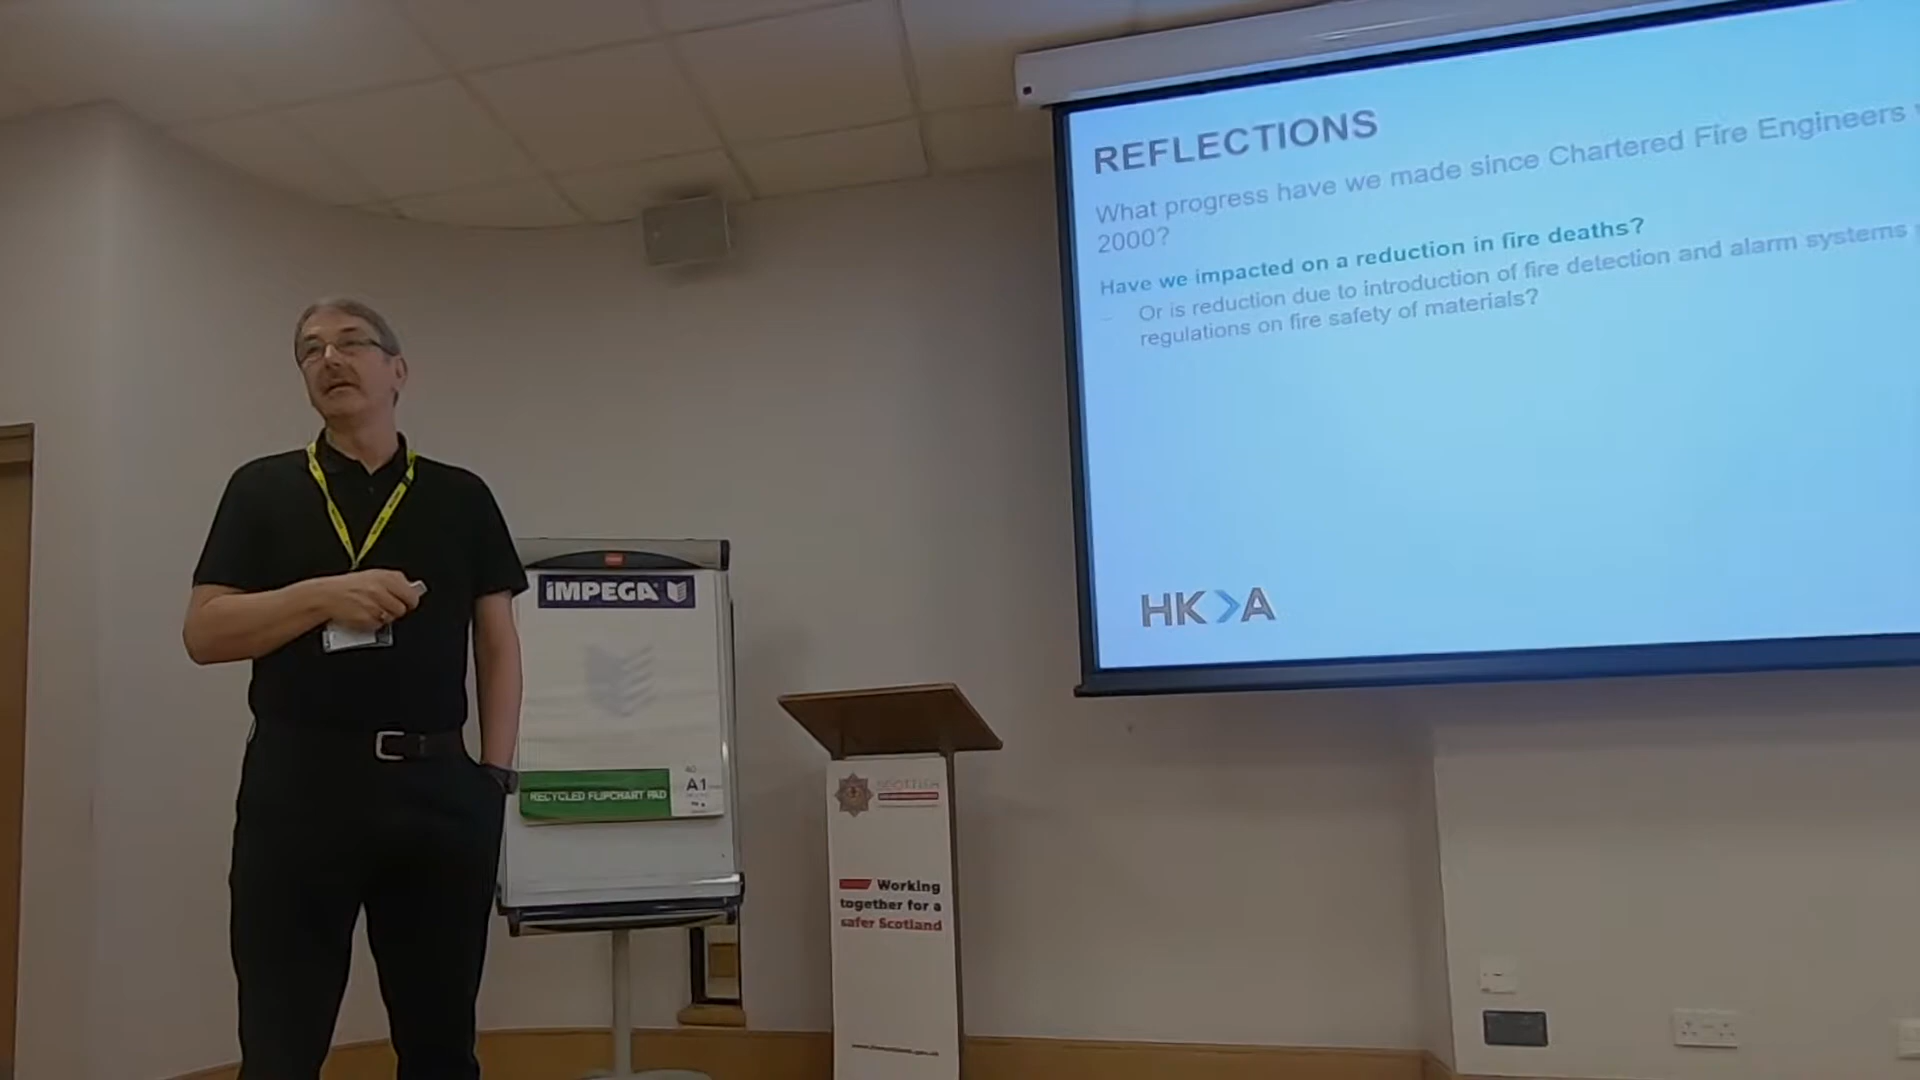 REFLECTIONS
What progress have we made since Chartered Fire Engineers
2000?
Have we impacted on a reduction in fire deaths?
– Or is reduction due to introduction of fire detection and alarm systems
regulations on fire safety of materials?
HK>A
IMPEGA
RECYCLED FLIPCHART PAD
A1
SCOTTISH
Working
together for a
safer Scotland